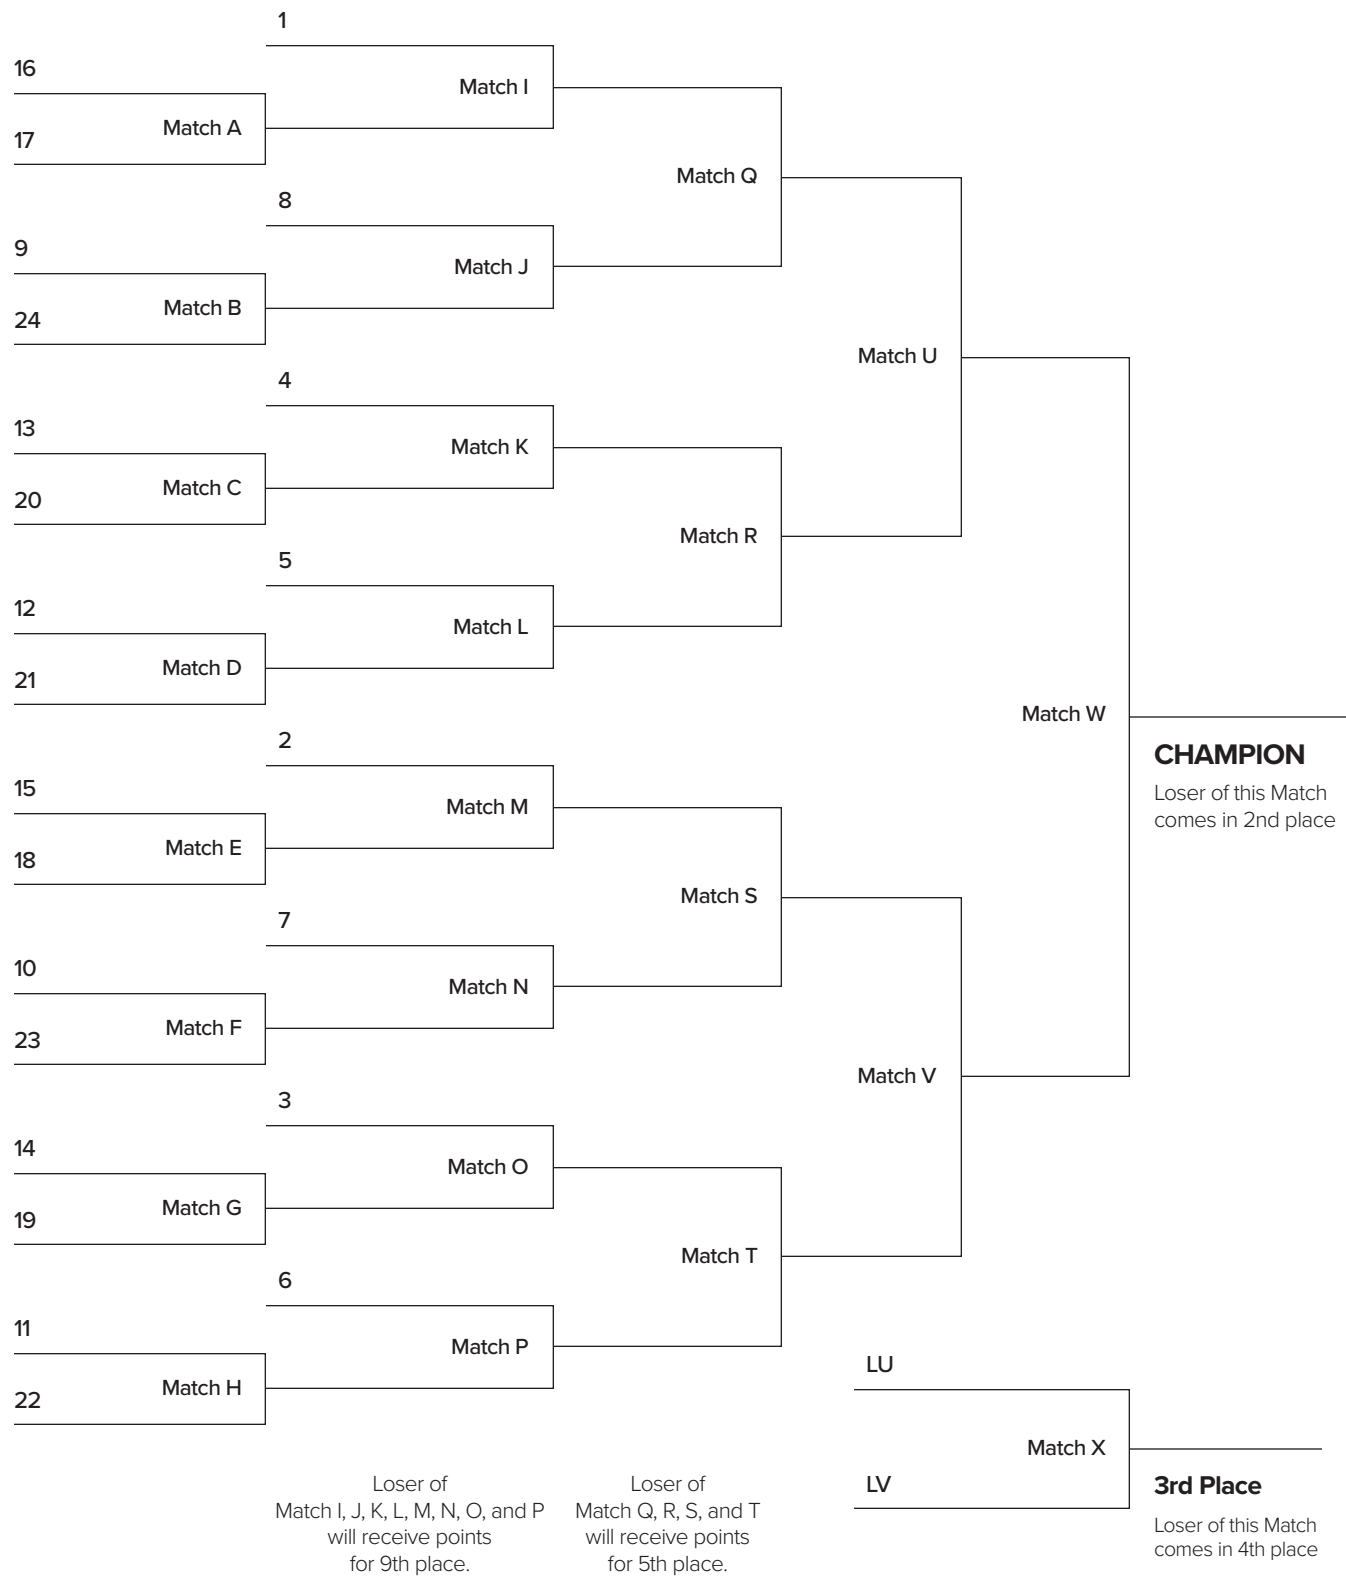 1
16
Match I
Match A
17
Match Q
8
9
Match J
Match B
24
Match U
4
13
Match K
Match C
20
Match R
5
12
Match L
Match D
21
Match W
2
CHAMPION
Loser of this Match
comes in 2nd place
15
Match M
Match E
18
Match S
7
10
Match N
Match F
23
Match V
3
14
Match O
Match G
19
Match T
6
11
Match P
LU
Match H
22
Match X
LV
3rd Place
Loser of this Match
comes in 4th place
Loser of
Match I, J, K, L, M, N, O, and P
will receive points
for 9th place.
Loser of
Match Q, R, S, and T
will receive points
for 5th place.